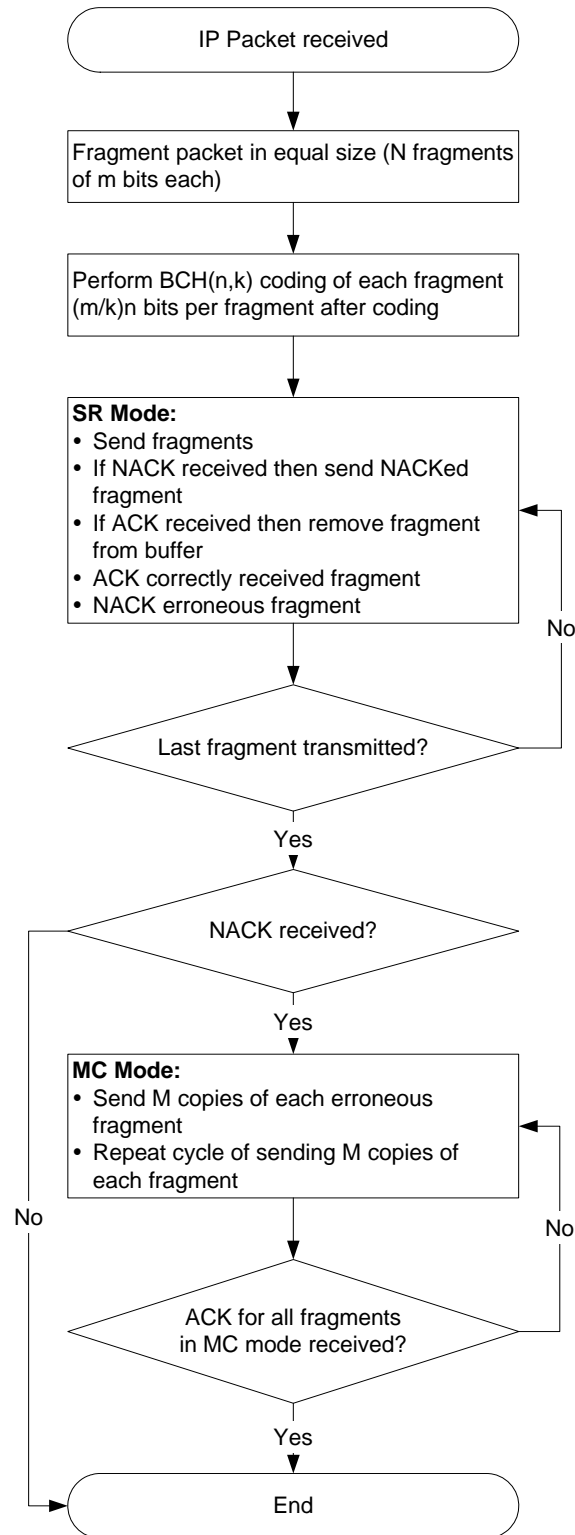 IP Packet received
Fragment packet in equal size (N fragments
of m bits each)
Perform BCH(n,k) coding of each fragment
(m/k)n bits per fragment after coding
SR Mode:
• Send fragments
• If NACK received then send NACKed
fragment
• If ACK received then remove fragment
from buffer
• ACK correctly received fragment
• NACK erroneous fragment
No
Last fragment transmitted?
Yes
NACK received?
Yes
MC Mode:
• Send M copies of each erroneous
fragment
• Repeat cycle of sending M copies of
each fragment
No
No
ACK for all fragments
in MC mode received?
Yes
End